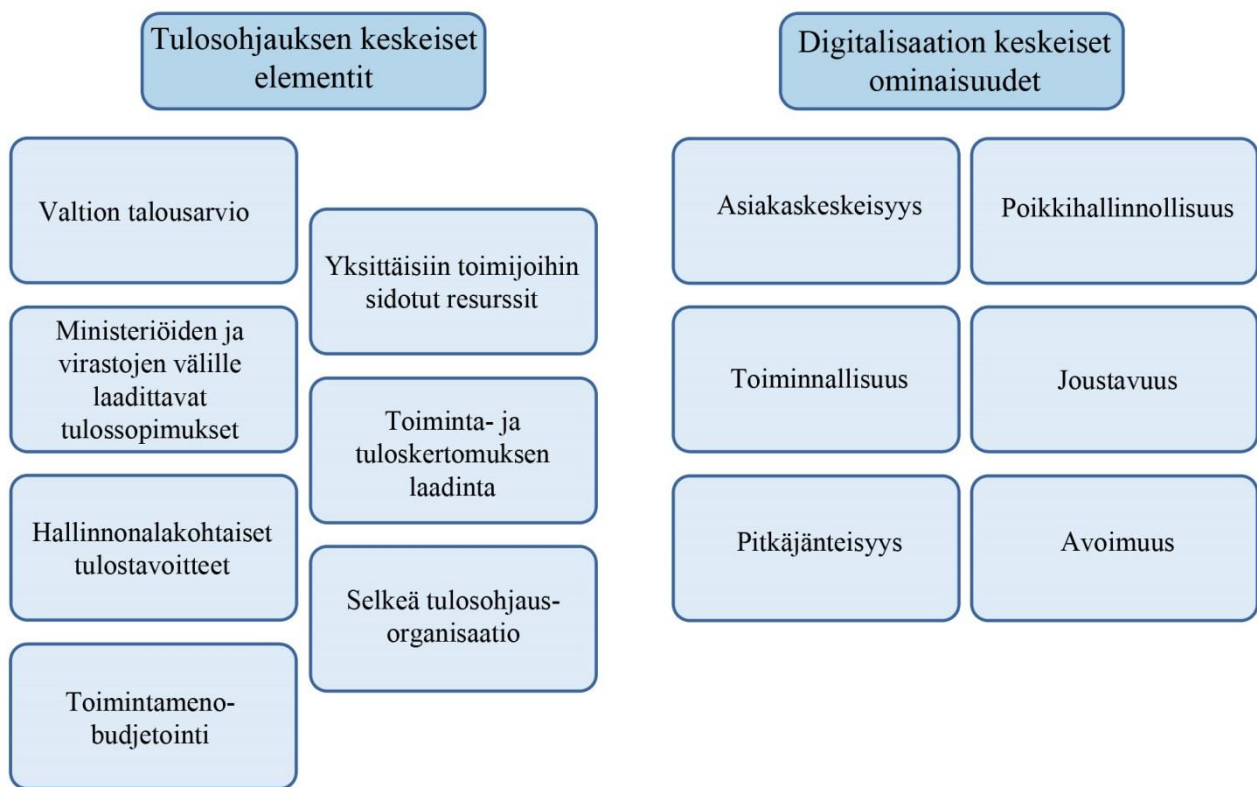 Tulosohjauksen keskeiset
elementit
Valtion talousarvio
Yksittäisiin toimijoihin
sidotut resurssit
Ministeriöiden ja
virastojen välille
laadittavat
tulossopimukset
Toiminta- ja
tuloskertomuksen
laadinta
Hallinnonalakohtaiset
tulostavoitteet
Selkeä tulosohjaus-
organisaatio
Toimintameno-
budjetointi
Digitalisaation keskeiset
ominaisuudet
Asiakaskeskeisyys
Poikkihallinnollisuus
Toiminnallisuus
Joustavuus
Pitkäjänteisyys
Avoimuus